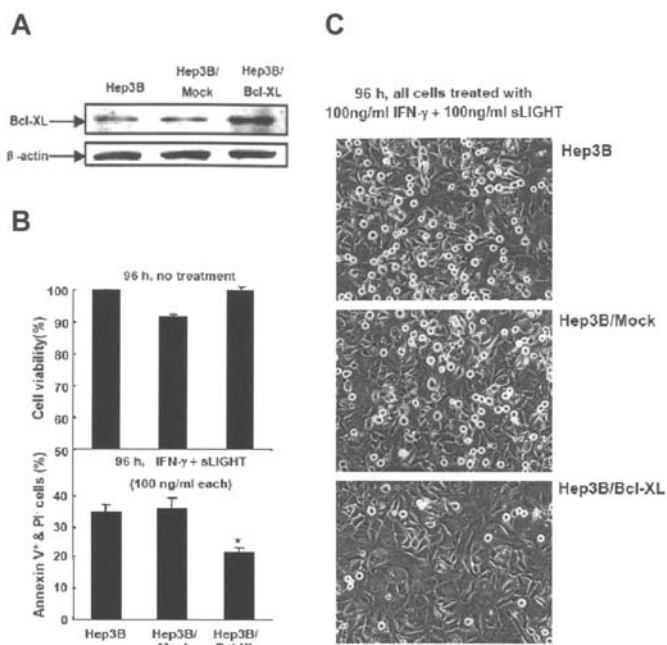 A
Hep3B
Hep3B/
Mock
Hep3B/
Bcl-XL
Bcl-XL
β-actin
B
96 h, no treatment
Cell viability(%)
100
90
80
70
60
50
96 h, IFN-γ + sLIGHT
(100 ng/ml each)
Annexin V⁺ & PI⁻ cells (%)
40
30
20
10
0
*
Hep3B
Hep3B/
Hep3B/
C
96 h, all cells treated with
100ng/ml IFN-γ + 100ng/ml sLIGHT
Hep3B
Hep3B/Mock
Hep3B/Bcl-XL